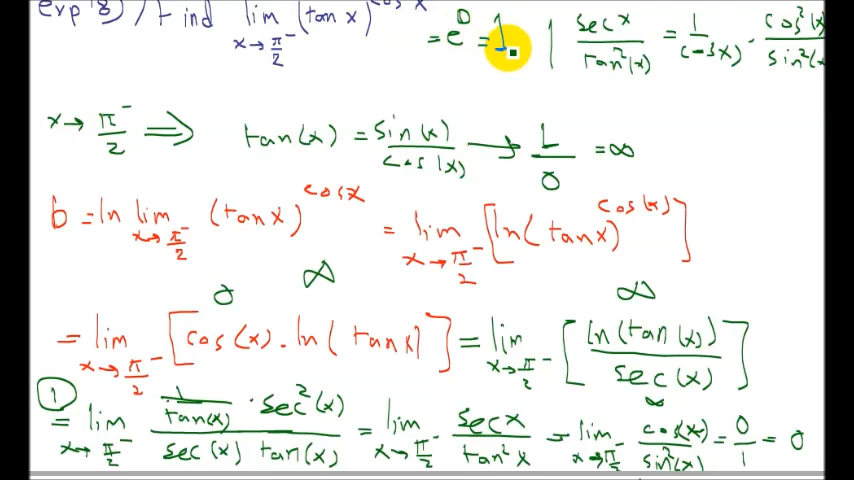 exp 8) / Find lim (tan x)^cos x
x→π/2⁻
= e⁰ = 1
sec x / tan²(x) = 1 / cos(x) · cos²(x) / sin²(x)
x→ π⁻/2 ⟹ tan(x) = sin(x) / cos(x) → 1/0 = ∞
b = ln lim x→π/2⁻ (tan x)^cos x = lim x→π/2⁻ [ln(tan x)^cos(x)]
0 ∞ ∞
= lim x→π/2⁻ [cos(x) . ln(tan x)] = lim x→π/2⁻ [ln(tan(x)) / sec(x)]
∞
① = lim x→π/2⁻ 1/tan(x) · sec²(x) / sec(x) tan(x) = lim x→π/2⁻ sec x / tan² x = lim x→π/2⁻ cos(x) / sin²(x) = 0/1 = 0